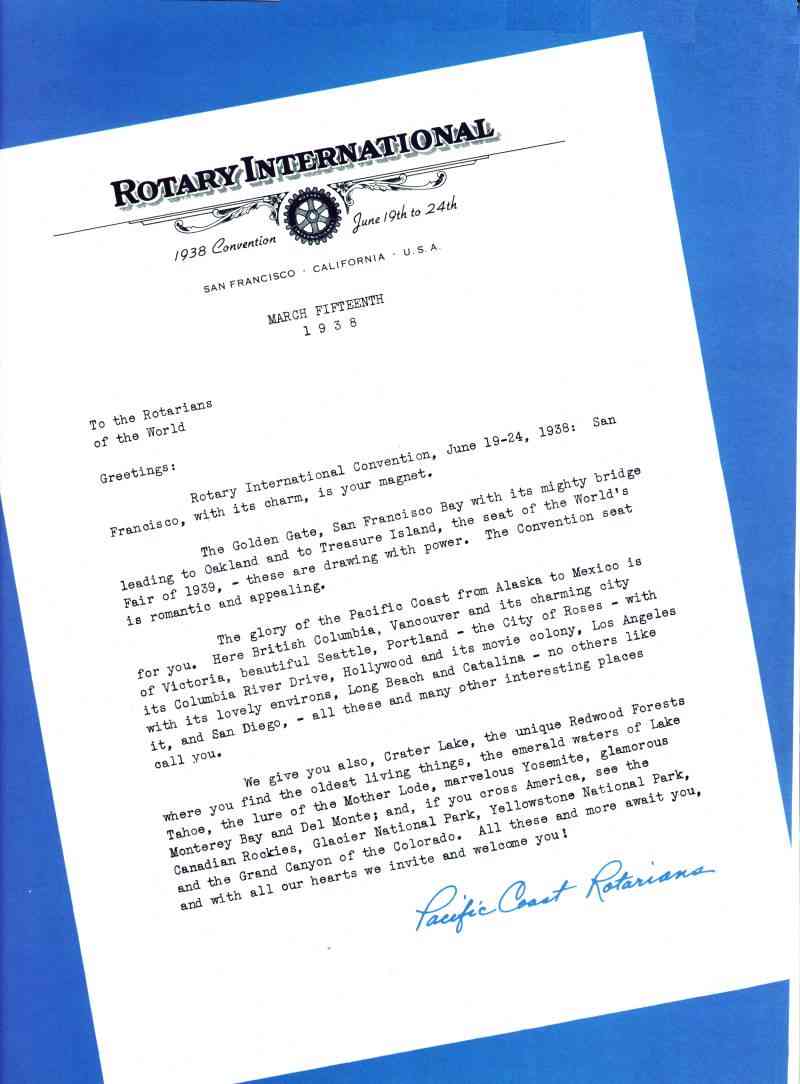 ROTARY INTERNATIONAL
1938 Convention June 19th to 24th
SAN FRANCISCO · CALIFORNIA · U.S.A.
MARCH FIFTEENTH
1 9 3 8
To the Rotarians
of the World
Greetings:
Rotary International Convention, June 19-24, 1938: San
Francisco, with its charm, is your magnet.
The Golden Gate, San Francisco Bay with its mighty bridge
leading to Oakland and to Treasure Island, the seat of the World's
Fair of 1939, - these are drawing with power. The Convention seat
is romantic and appealing.
The glory of the Pacific Coast from Alaska to Mexico is
for you. Here British Columbia, Vancouver and its charming city
of Victoria, beautiful Seattle, Portland - the City of Roses - with
its Columbia River Drive, Hollywood and its movie colony, Los Angeles
with its lovely environs, Long Beach and Catalina - no others like
it, and San Diego, - all these and many other interesting places
call you.
We give you also, Crater Lake, the unique Redwood Forests
where you find the oldest living things, the emerald waters of Lake
Tahoe, the lure of the Mother Lode, marvelous Yosemite, glamorous
Monterey Bay and Del Monte; and, if you cross America, see the
Canadian Rockies, Glacier National Park, Yellowstone National Park,
and the Grand Canyon of the Colorado. All these and more await you,
and with all our hearts we invite and welcome you!
Pacific Coast Rotarians